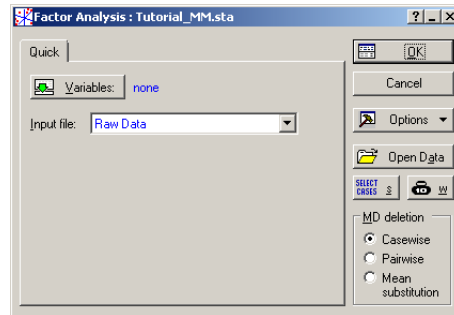 Factor Analysis : Tutorial_MM.sta
Quick
Variables: none
Input file: Raw Data
OK
Cancel
Options
Open Data
SELECT CASES S
W
MD deletion
Casewise
Pairwise
Mean
substitution